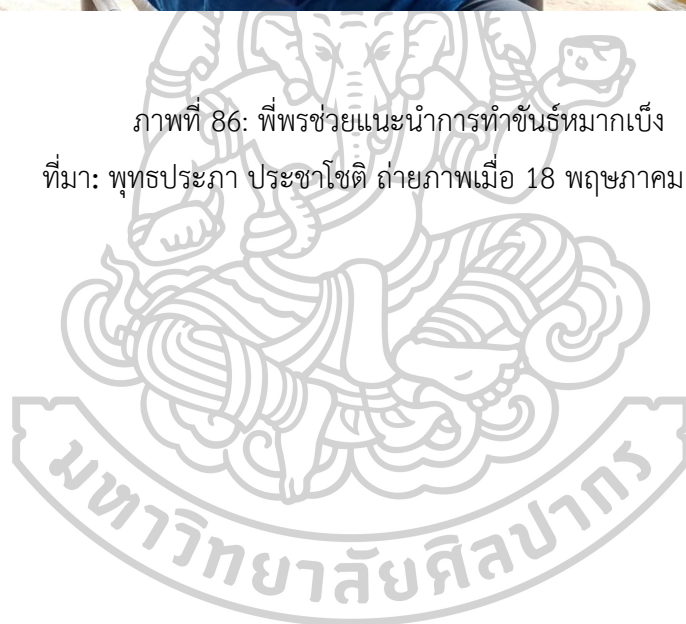 ภาพที่ 86: พี่พรช่วยแนะนำการทำขันธ์หมากเบ็ง
ที่มา: พุทธประภา ประชาโชติ ถ่ายภาพเมื่อ 18 พฤษภาคม
มหาวิทยาลัยศิลปากร